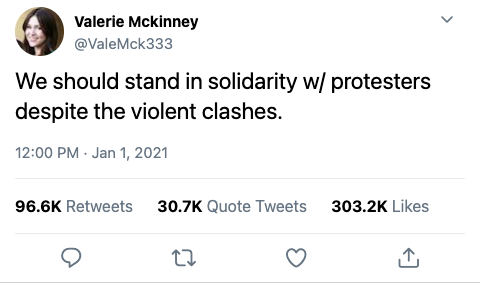 Valerie Mckinney
@ValeMck333
We should stand in solidarity w/ protesters
despite the violent clashes.
12:00 PM · Jan 1, 2021
96.6K Retweets 30.7K Quote Tweets 303.2K Likes